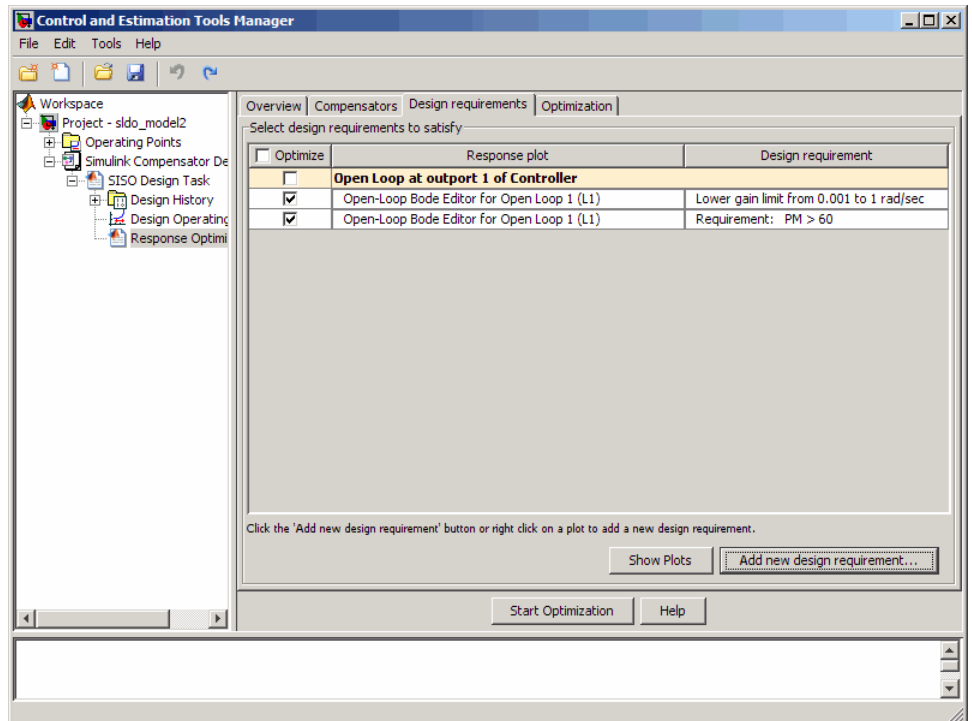 Control and Estimation Tools Manager
File Edit Tools Help
Workspace
Project - sldo_model2
Operating Points
Simulink Compensator De
SISO Design Task
Design History
Design Operating
Response Optimi
Overview Compensators Design requirements Optimization
Select design requirements to satisfy
Optimize Response plot Design requirement
Open Loop at outport 1 of Controller
Open-Loop Bode Editor for Open Loop 1 (L1) Lower gain limit from 0.001 to 1 rad/sec
Open-Loop Bode Editor for Open Loop 1 (L1) Requirement: PM > 60
Click the 'Add new design requirement' button or right click on a plot to add a new design requirement.
Show Plots Add new design requirement...
Start Optimization Help